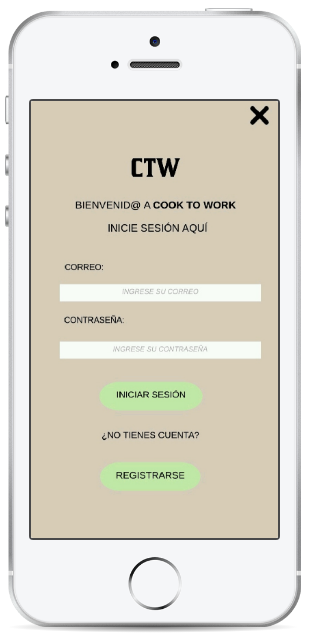 CTW
BIENVENID@ A COOK TO WORK
INICIE SESIÓN AQUÍ
CORREO:
INGRESE SU CORREO
CONTRASEÑA:
INGRESE SU CONTRASEÑA
INICIAR SESIÓN
¿NO TIENES CUENTA?
REGISTRARSE